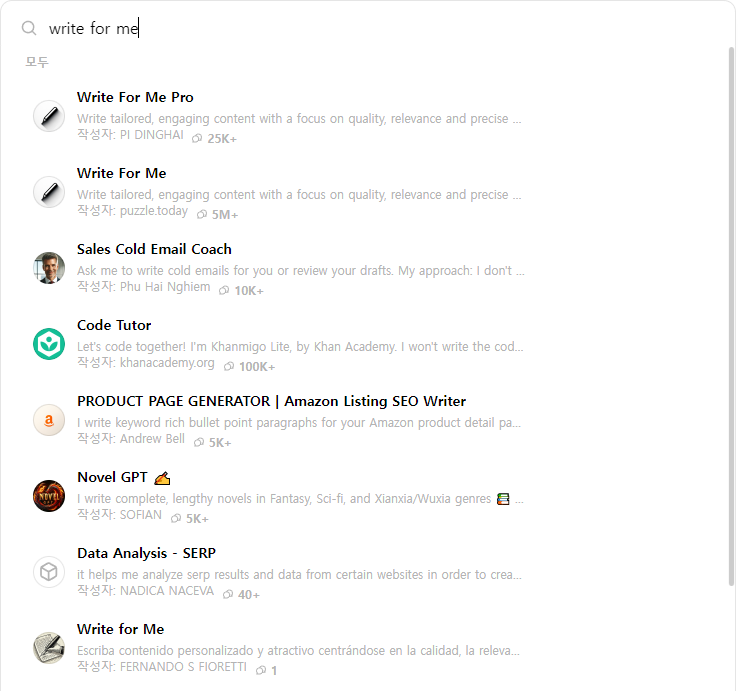 write for me
모두
Write For Me Pro
Write tailored, engaging content with a focus on quality, relevance and precise ...
작성자: PI DINGHAI 25K+
Write For Me
Write tailored, engaging content with a focus on quality, relevance and precise ...
작성자: puzzle.today 5M+
Sales Cold Email Coach
Ask me to write cold emails for you or review your drafts. My approach: I don't ...
작성자: Phu Hai Nghiem 10K+
Code Tutor
Let's code together! I'm Khanmigo Lite, by Khan Academy. I won't write the cod...
작성자: khanacademy.org 100K+
PRODUCT PAGE GENERATOR | Amazon Listing SEO Writer
I write keyword rich bullet point paragraphs for your Amazon product detail pa...
작성자: Andrew Bell 5K+
Novel GPT ✍️
I write complete, lengthy novels in Fantasy, Sci-fi, and Xianxia/Wuxia genres 📚 ...
작성자: SOFIAN 5K+
Data Analysis - SERP
it helps me analyze serp results and data from certain websites in order to crea...
작성자: NADICA NACEVA 40+
Write for Me
Escriba contenido personalizado y atractivo centrándose en la calidad, la releva...
작성자: FERNANDO S FIORETTI 1